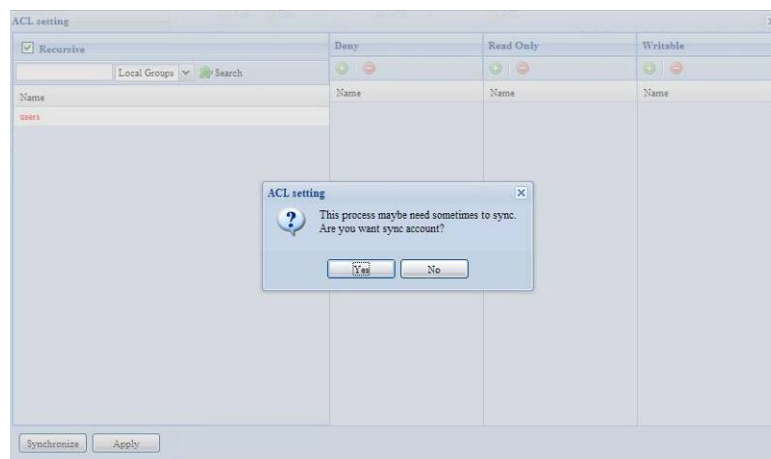 ACL setting
Recursive
Deny
Read Only
Writable
Local Groups
Search
Name
Name
Name
Name
users
ACL setting
This process maybe need sometimes to sync.
Are you want sync account?
Yes
No
Synchronize
Apply